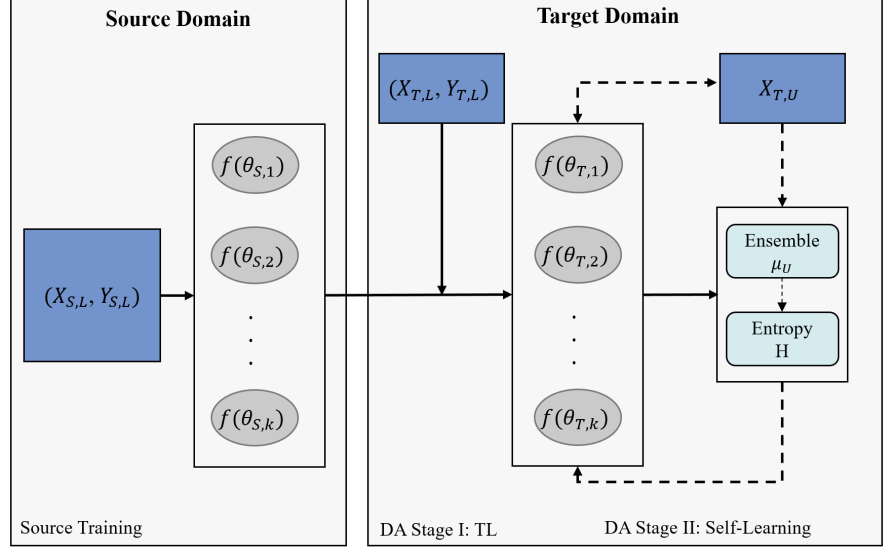 Source Domain
(X_{S,L}, Y_{S,L})
f(θ_{S,1})
f(θ_{S,2})
.
.
.
f(θ_{S,k})
Source Training
Target Domain
(X_{T,L}, Y_{T,L})
f(θ_{T,1})
f(θ_{T,2})
.
.
.
f(θ_{T,k})
X_{T,U}
Ensemble
μ_U
Entropy
H
DA Stage I: TL
DA Stage II: Self-Learning